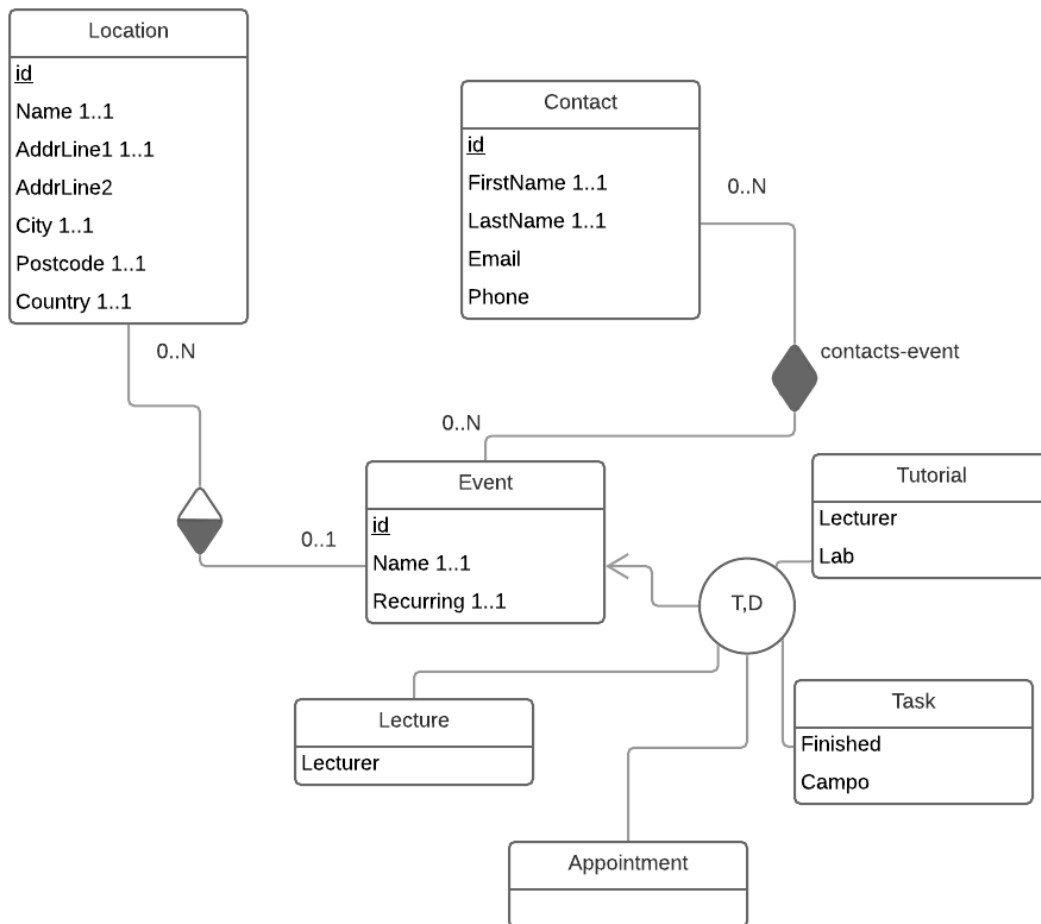 Location
id
Name 1..1
AddrLine1 1..1
AddrLine2
City 1..1
Postcode 1..1
Country 1..1
0..N
Contact
id
FirstName 1..1
LastName 1..1
Email
Phone
0..N
contacts-event
0..N
0..1
Event
id
Name 1..1
Recurring 1..1
T,D
Tutorial
Lecturer
Lab
Lecture
Lecturer
Task
Finished
Campo
Appointment